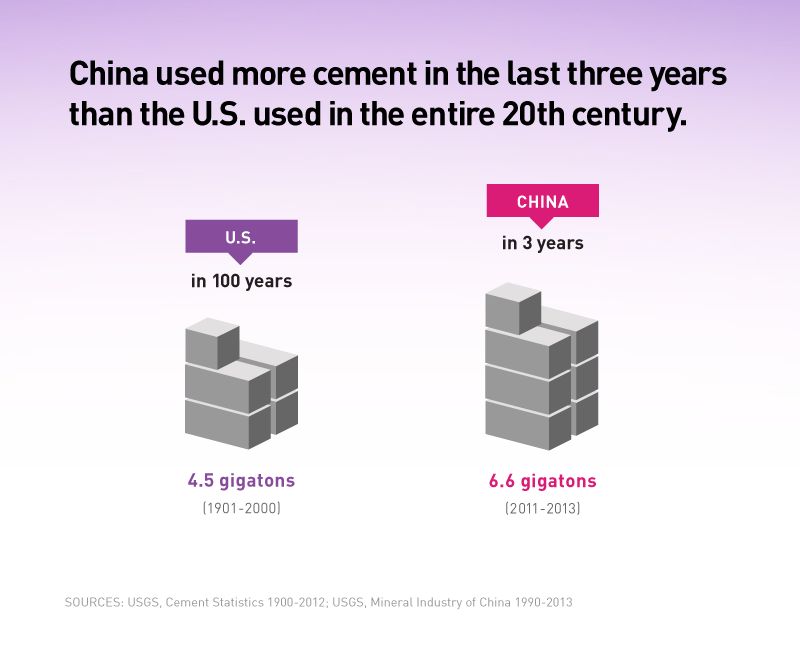 China used more cement in the last three years
than the U.S. used in the entire 20th century.
U.S.
in 100 years
4.5 gigatons
(1901-2000)
CHINA
in 3 years
6.6 gigatons
(2011-2013)
SOURCES: USGS, Cement Statistics 1900-2012; USGS, Mineral Industry of China 1990-2013